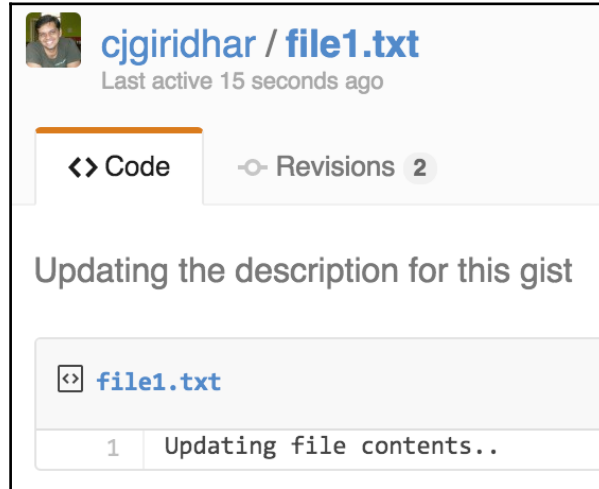 cjgiridhar / file1.txt
Last active 15 seconds ago
<> Code Revisions 2
Updating the description for this gist
file1.txt
1 Updating file contents..